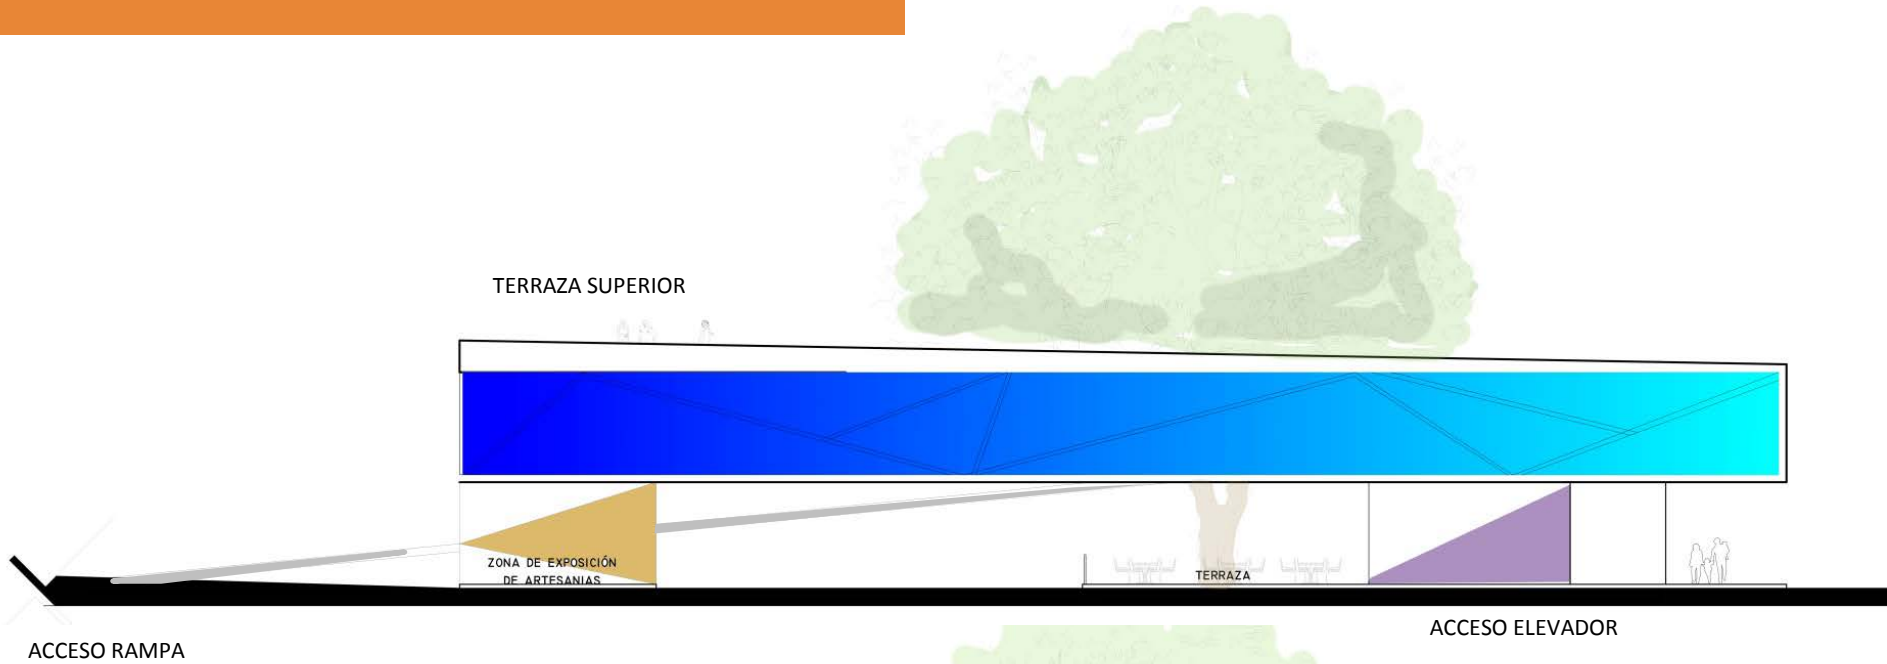 TERRAZA SUPERIOR
ZONA DE EXPOSICIÓN
DE ARTESANIAS
TERRAZA
ACCESO ELEVADOR
ACCESO RAMPA